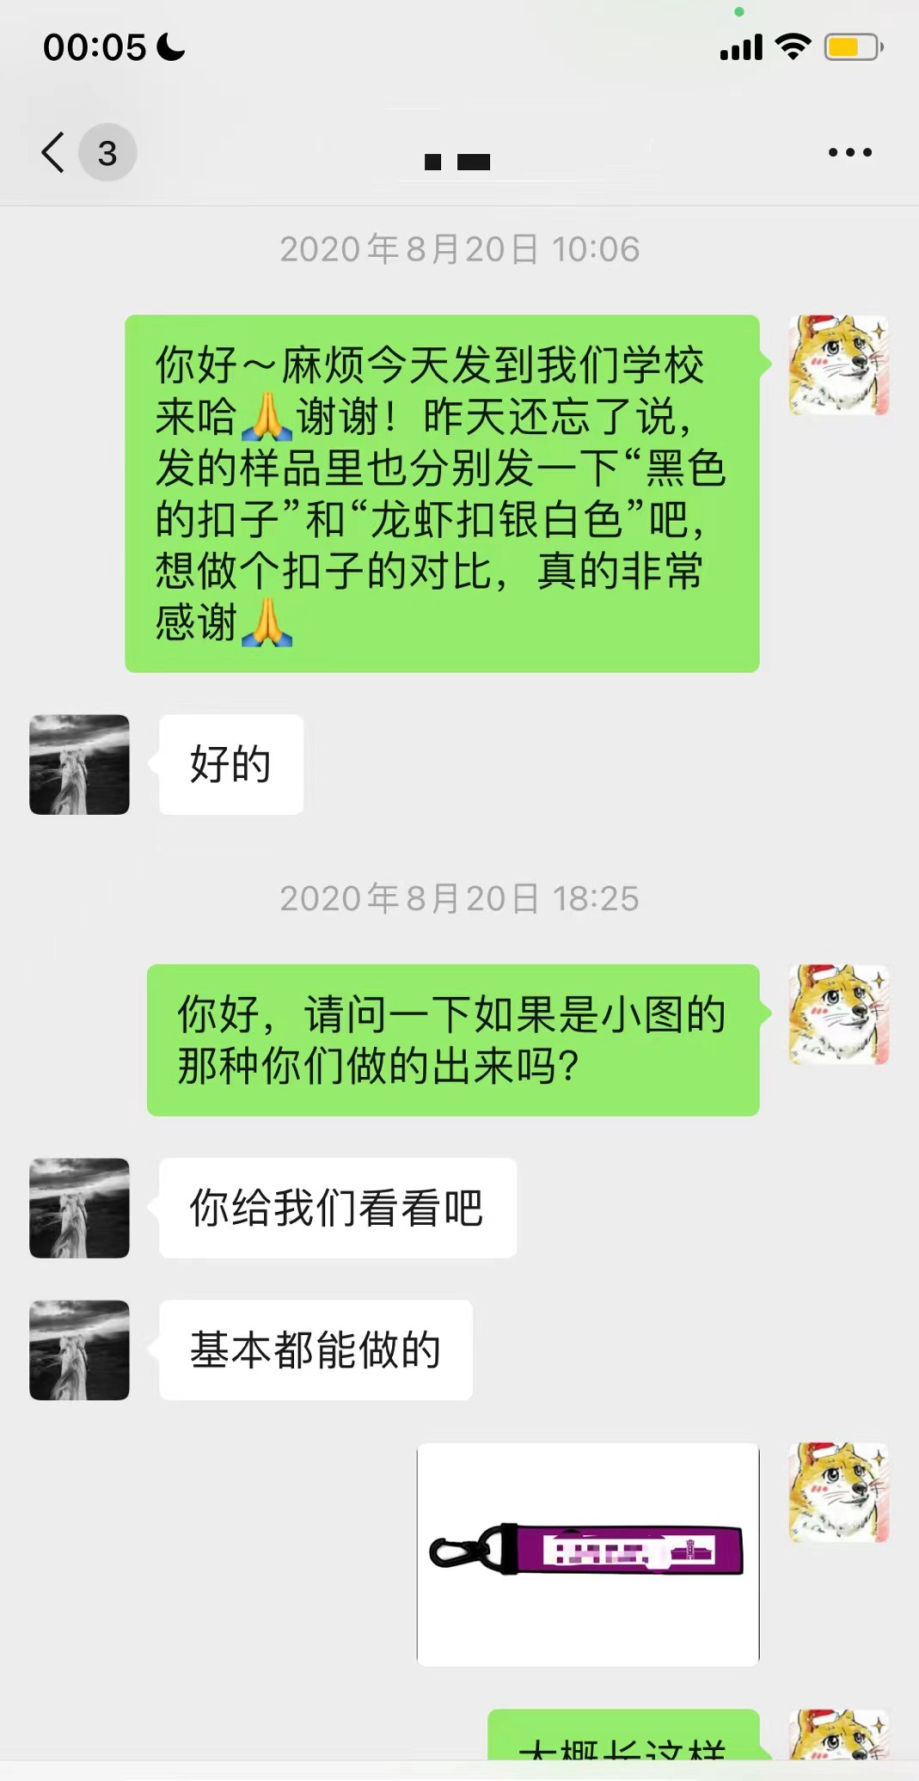 00:05
3
2020年8月20日 10:06
你好～麻烦今天发到我们学校
来哈🙏谢谢！昨天还忘了说，
发的样品里也分别发一下“黑色
的扣子”和“龙虾扣银白色”吧，
想做个扣子的对比，真的非常
感谢🙏
好的
2020年8月20日 18:25
你好，请问一下如果是小图的
那种你们做的出来吗？
你给我们看看吧
基本都能做的
大概长这样